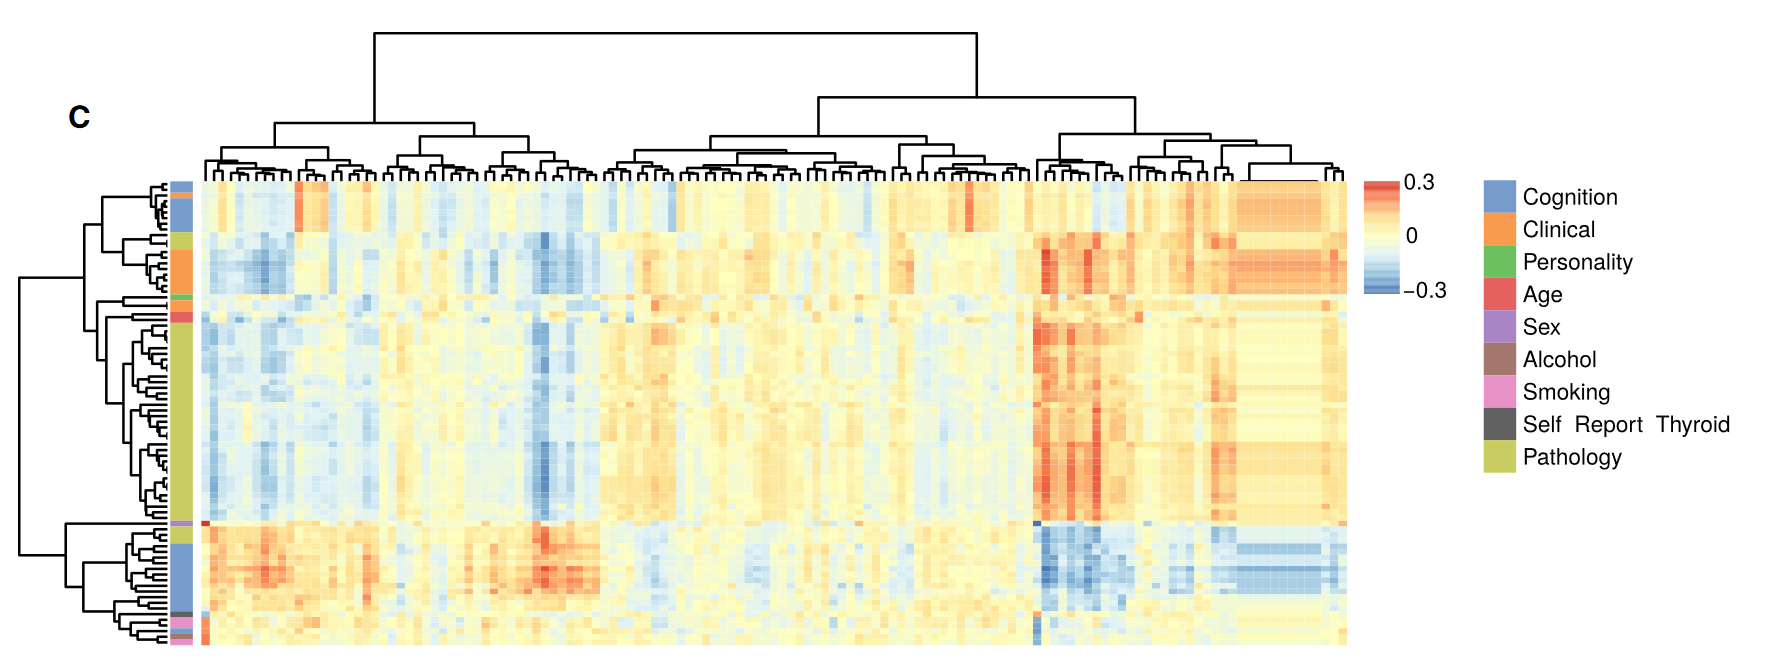 C
0.3
0
−0.3
Cognition
Clinical
Personality
Age
Sex
Alcohol
Smoking
Self Report Thyroid
Pathology